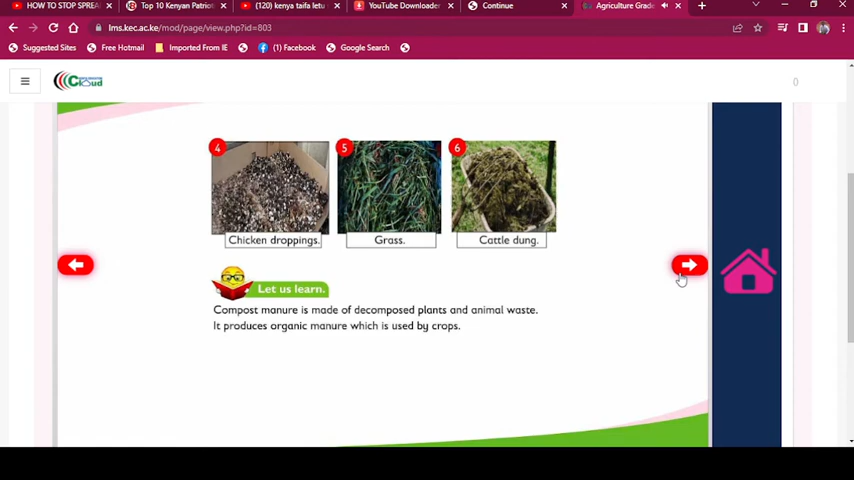 HOW TO STOP SPREA
Top 10 Kenyan Patriot
(120) kenya taifa letu
YouTube Downloader
Continue
Agriculture Grade
lms.kec.ac.ke/mod/page/view.php?id=803
Suggested Sites
Free Hotmail
Imported From IE
(1) Facebook
Google Search
Cloud
4
5
6
Chicken droppings.
Grass.
Cattle dung.
Let us learn.
Compost manure is made of decomposed plants and animal waste.
It produces organic manure which is used by crops.